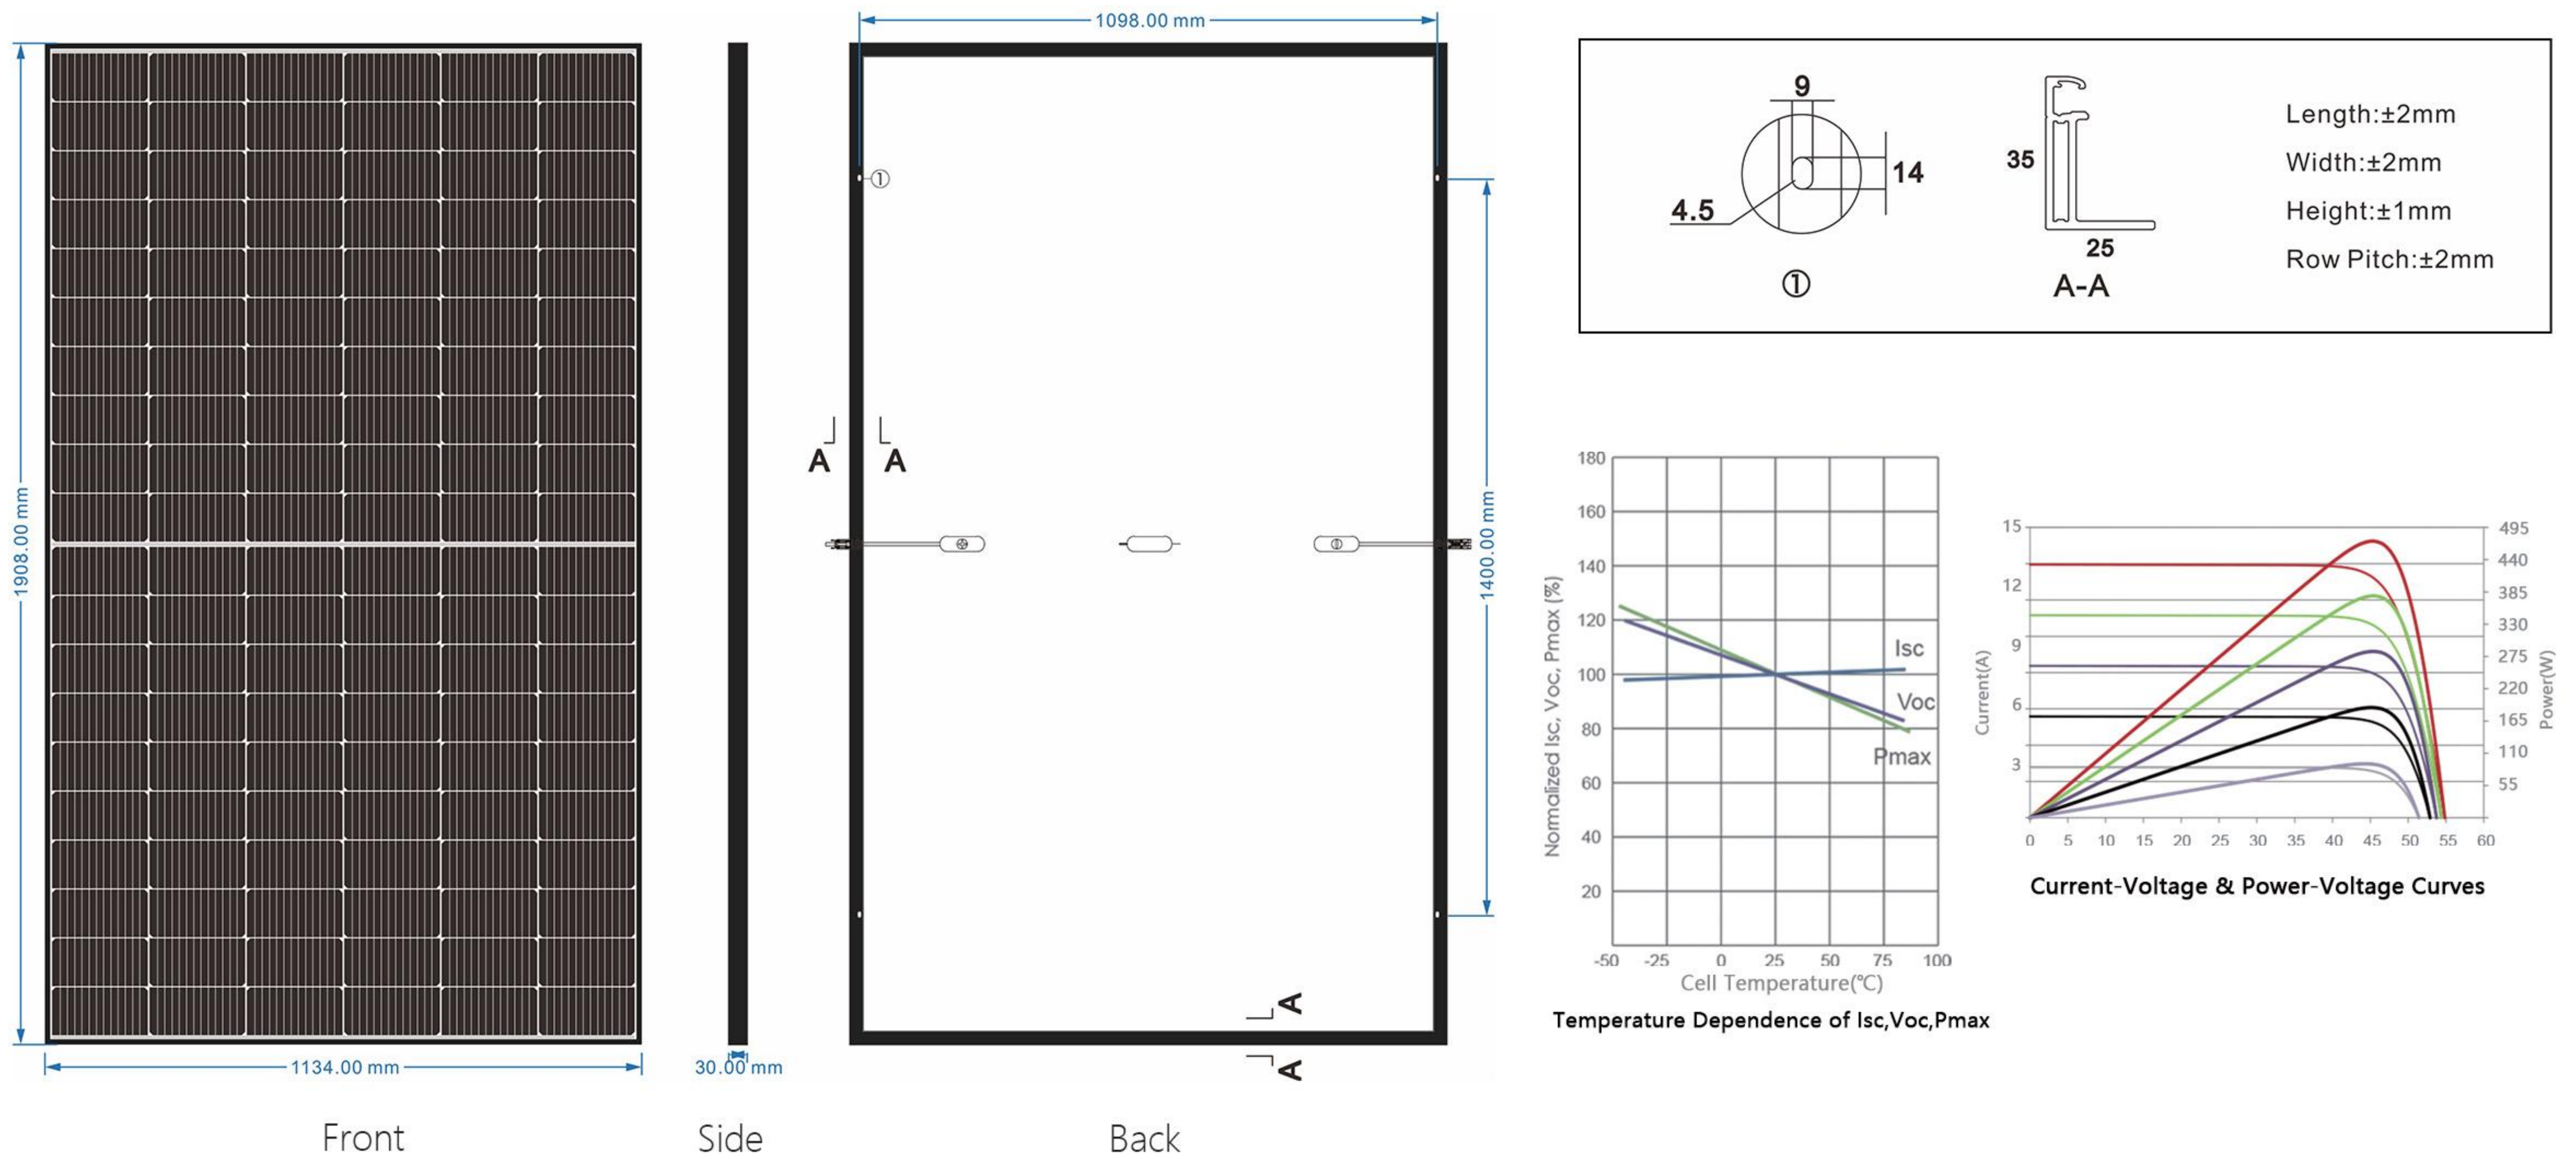 1908.00 mm
1134.00 mm
Front
30.00 mm
Side
1098.00 mm
①
A A
1400.00 mm
A
A
Back
9
14
4.5
①
35
25
A-A
Length:±2mm
Width:±2mm
Height:±1mm
Row Pitch:±2mm
Normalized Isc, Voc, Pmax (%)
180
160
140
120
100
80
60
40
20
Isc
Voc
Pmax
-50 -25 0 25 50 75 100
Cell Temperature(℃)
Temperature Dependence of Isc,Voc,Pmax
Current(A)
15
12
9
6
3
495
440
385
330
275
220
165
110
55
Power(W)
0 5 10 15 20 25 30 35 40 45 50 55 60
Current-Voltage & Power-Voltage Curves